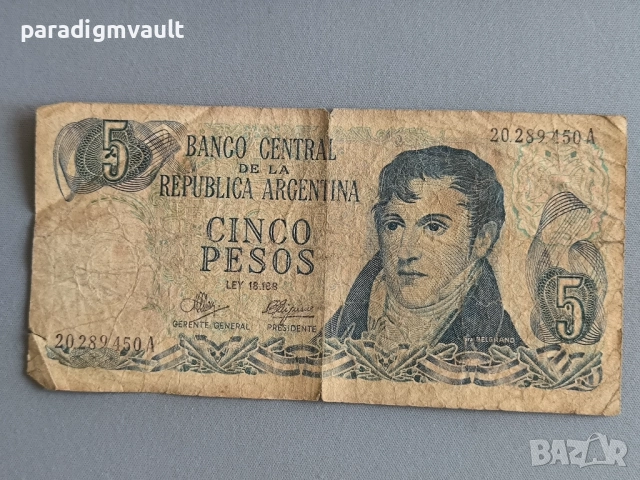 paradigmvault
5
20.289.450 A
BANCO CENTRAL
DE LA
REPUBLICA ARGENTINA
CINCO
PESOS
LEY 18.188
GERENTE GENERAL PRESIDENTE
20.289.450 A
BELGRANO
5
BAZAR